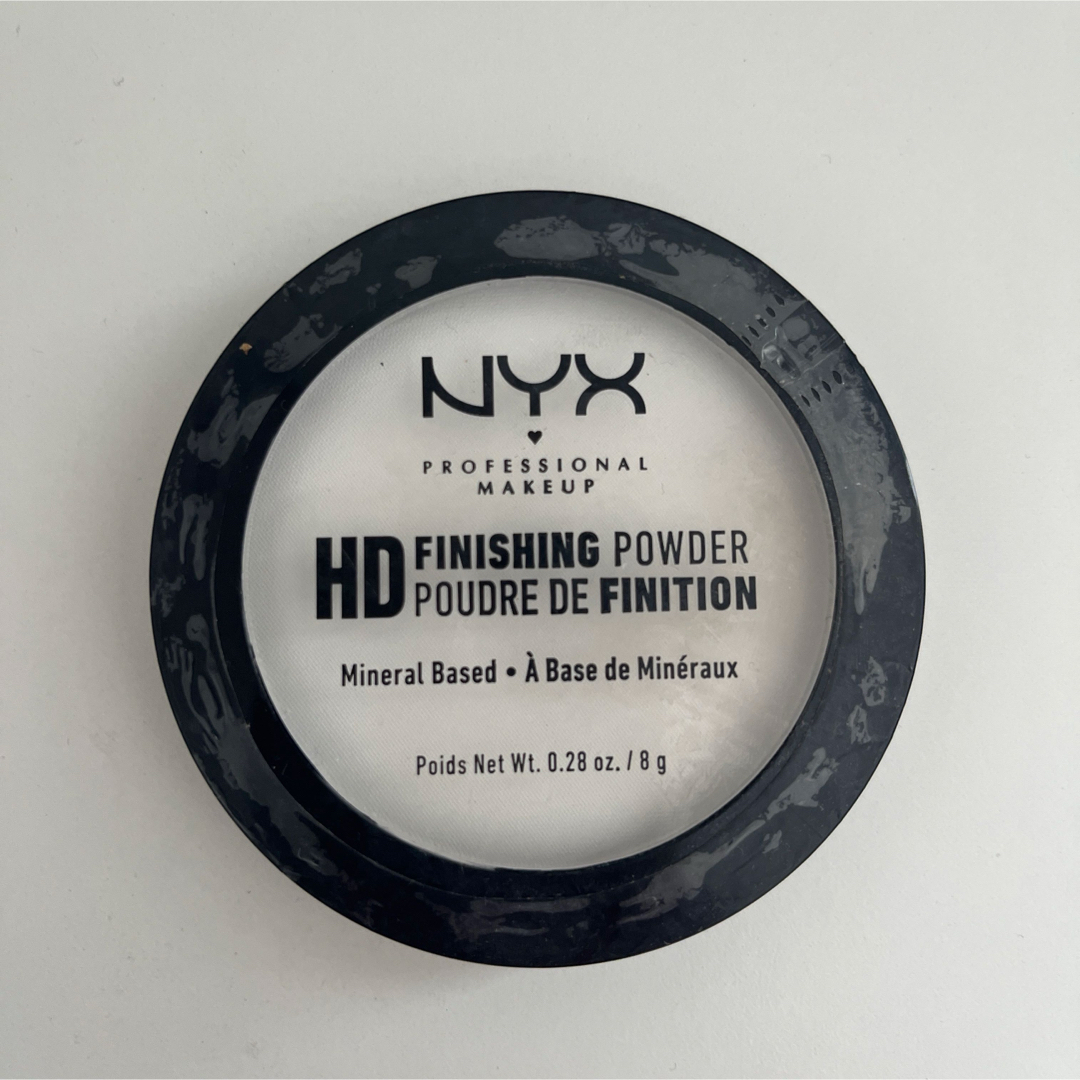 NYX
PROFESSIONAL
MAKEUP
HD FINISHING POWDER
POUDRE DE FINITION
Mineral Based • À Base de Minéraux
Poids Net Wt. 0.28 oz. / 8 g